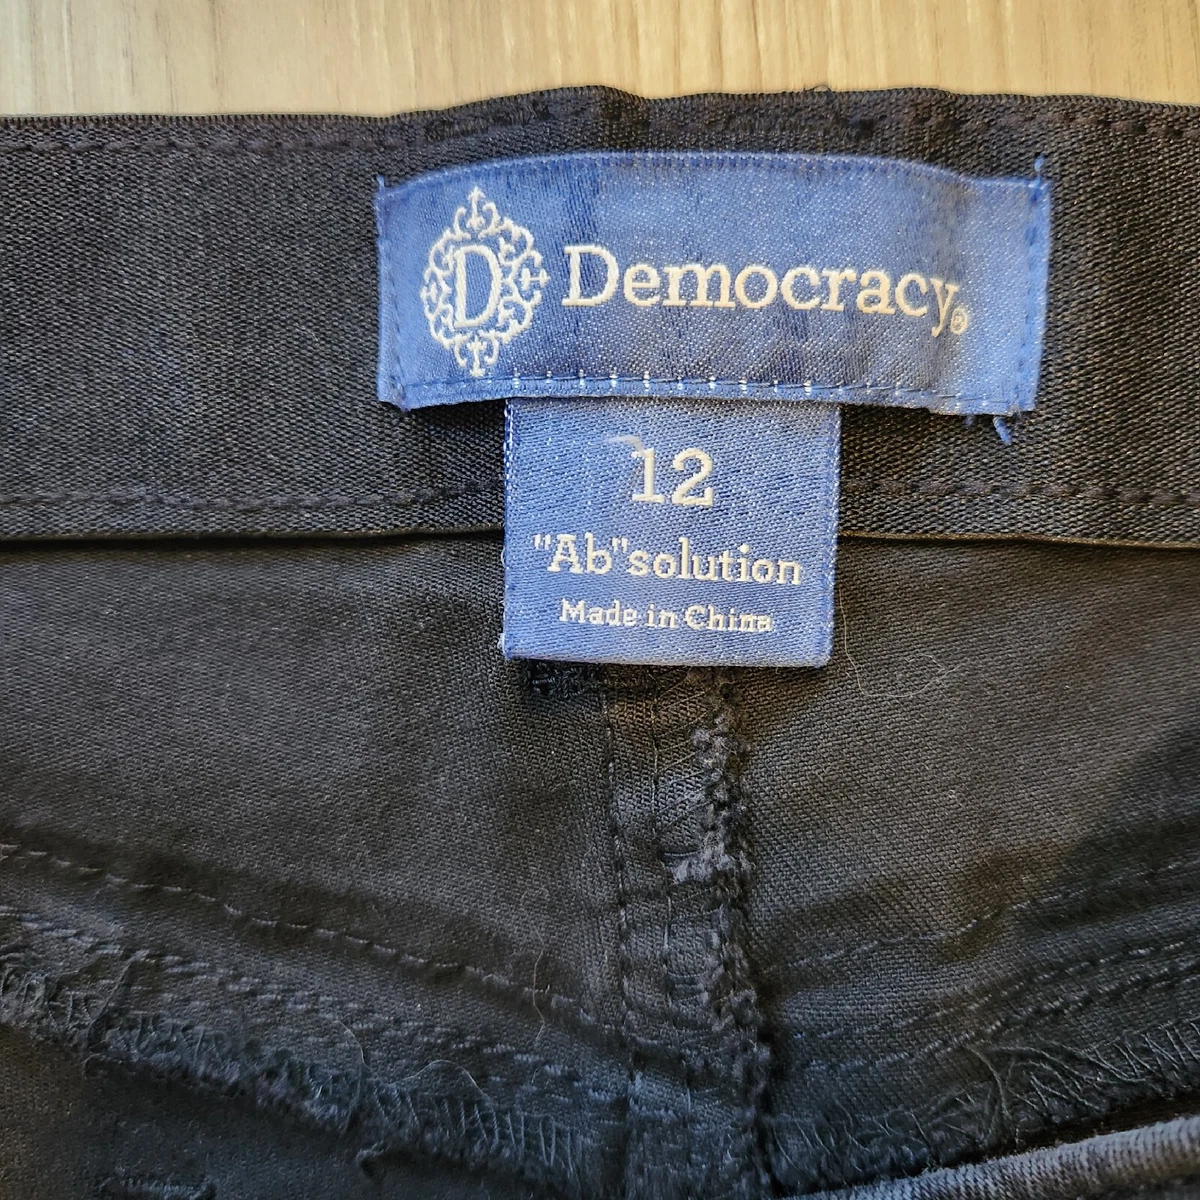 D Democracy®
12
"Ab"solution
Made in China